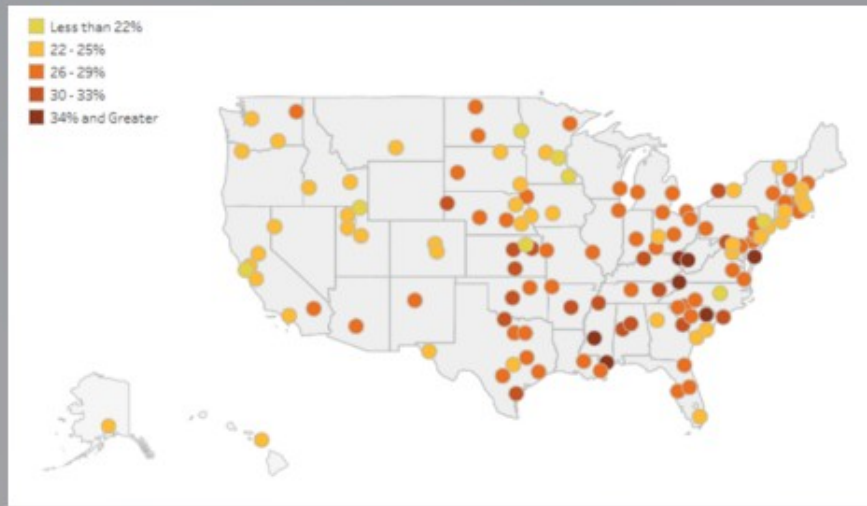 Less than 22%
22 - 25%
26 - 29%
30 - 33%
34% and Greater